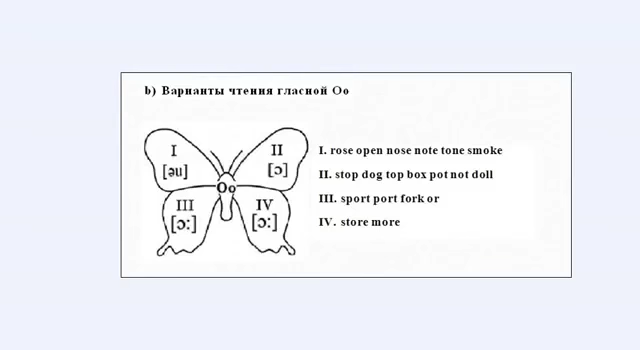 b) Варианты чтения гласной Oo
I
[əu]
II
[ɔ]
Oo
III
[ɔ:]
IV
[ɔ:]
I. rose open nose note tone smoke
II. stop dog top box pot not doll
III. sport port fork or
IV. store more